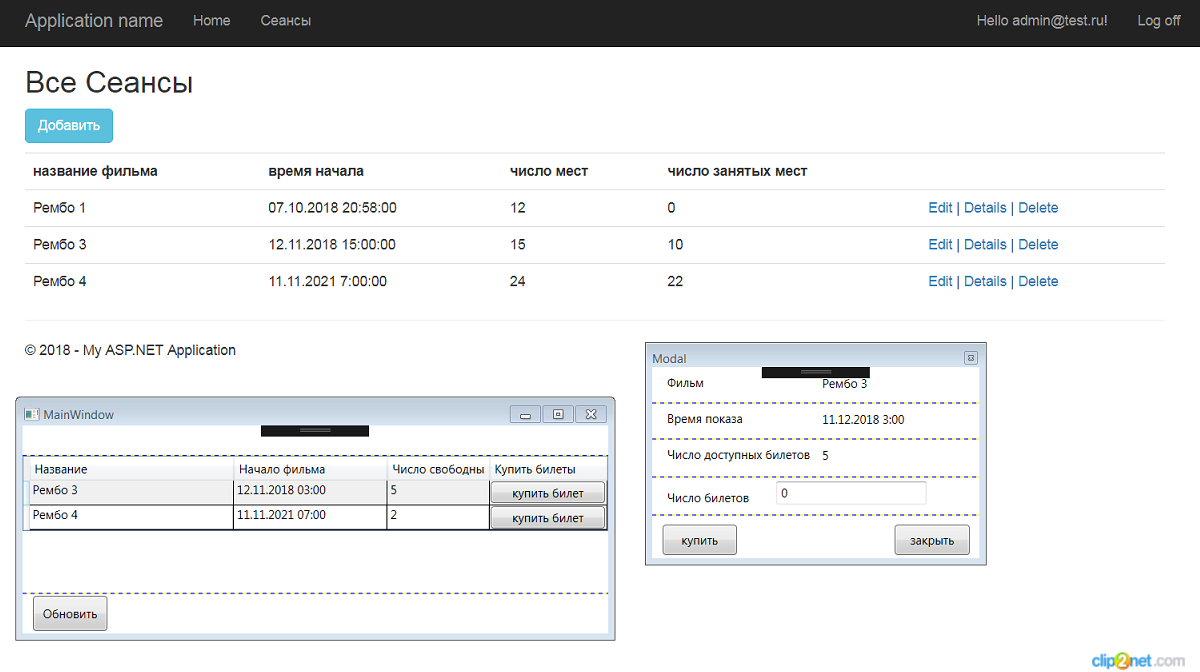 Application name Home Сеансы Hello admin@test.ru! Log off
Все Сеансы
Добавить
название фильма время начала число мест число занятых мест
Рембо 1 07.10.2018 20:58:00 12 0 Edit | Details | Delete
Рембо 3 12.11.2018 15:00:00 15 10 Edit | Details | Delete
Рембо 4 11.11.2021 7:00:00 24 22 Edit | Details | Delete
© 2018 - My ASP.NET Application
MainWindow
Название Начало фильма Число свободны Купить билеты
Рембо 3 12.11.2018 03:00 5 купить билет
Рембо 4 11.11.2021 07:00 2 купить билет
Обновить
Modal
Фильм Рембо 3
Время показа 11.12.2018 3:00
Число доступных билетов 5
Число билетов 0
купить закрыть
clip2net.com